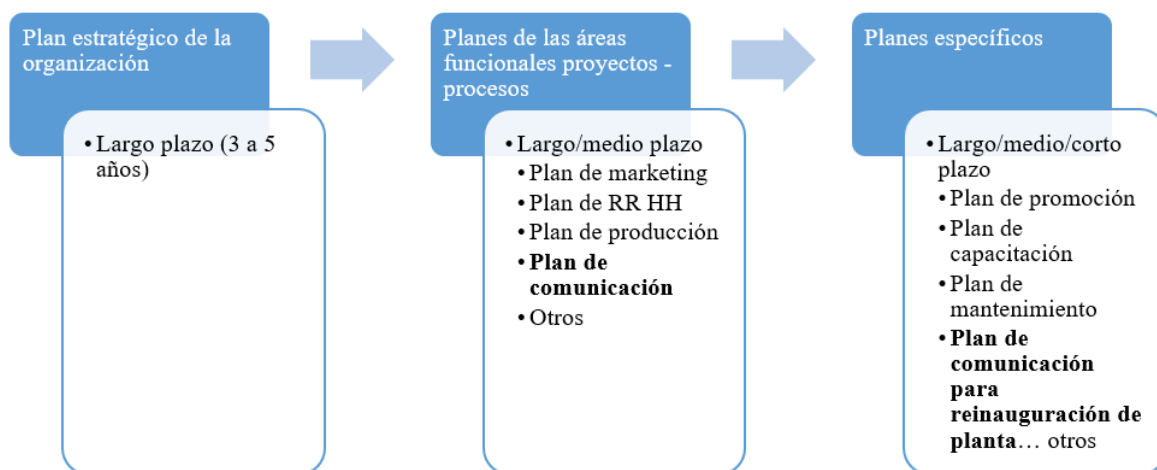 Plan estratégico de la
organización
• Largo plazo (3 a 5
años)
Planes de las áreas
funcionales proyectos -
procesos
• Largo/medio plazo
• Plan de marketing
• Plan de RR HH
• Plan de producción
• Plan de
comunicación
• Otros
Planes específicos
• Largo/medio/corto
plazo
• Plan de promoción
• Plan de
capacitación
• Plan de
mantenimiento
• Plan de
comunicación
para
reinauguración de
planta… otros